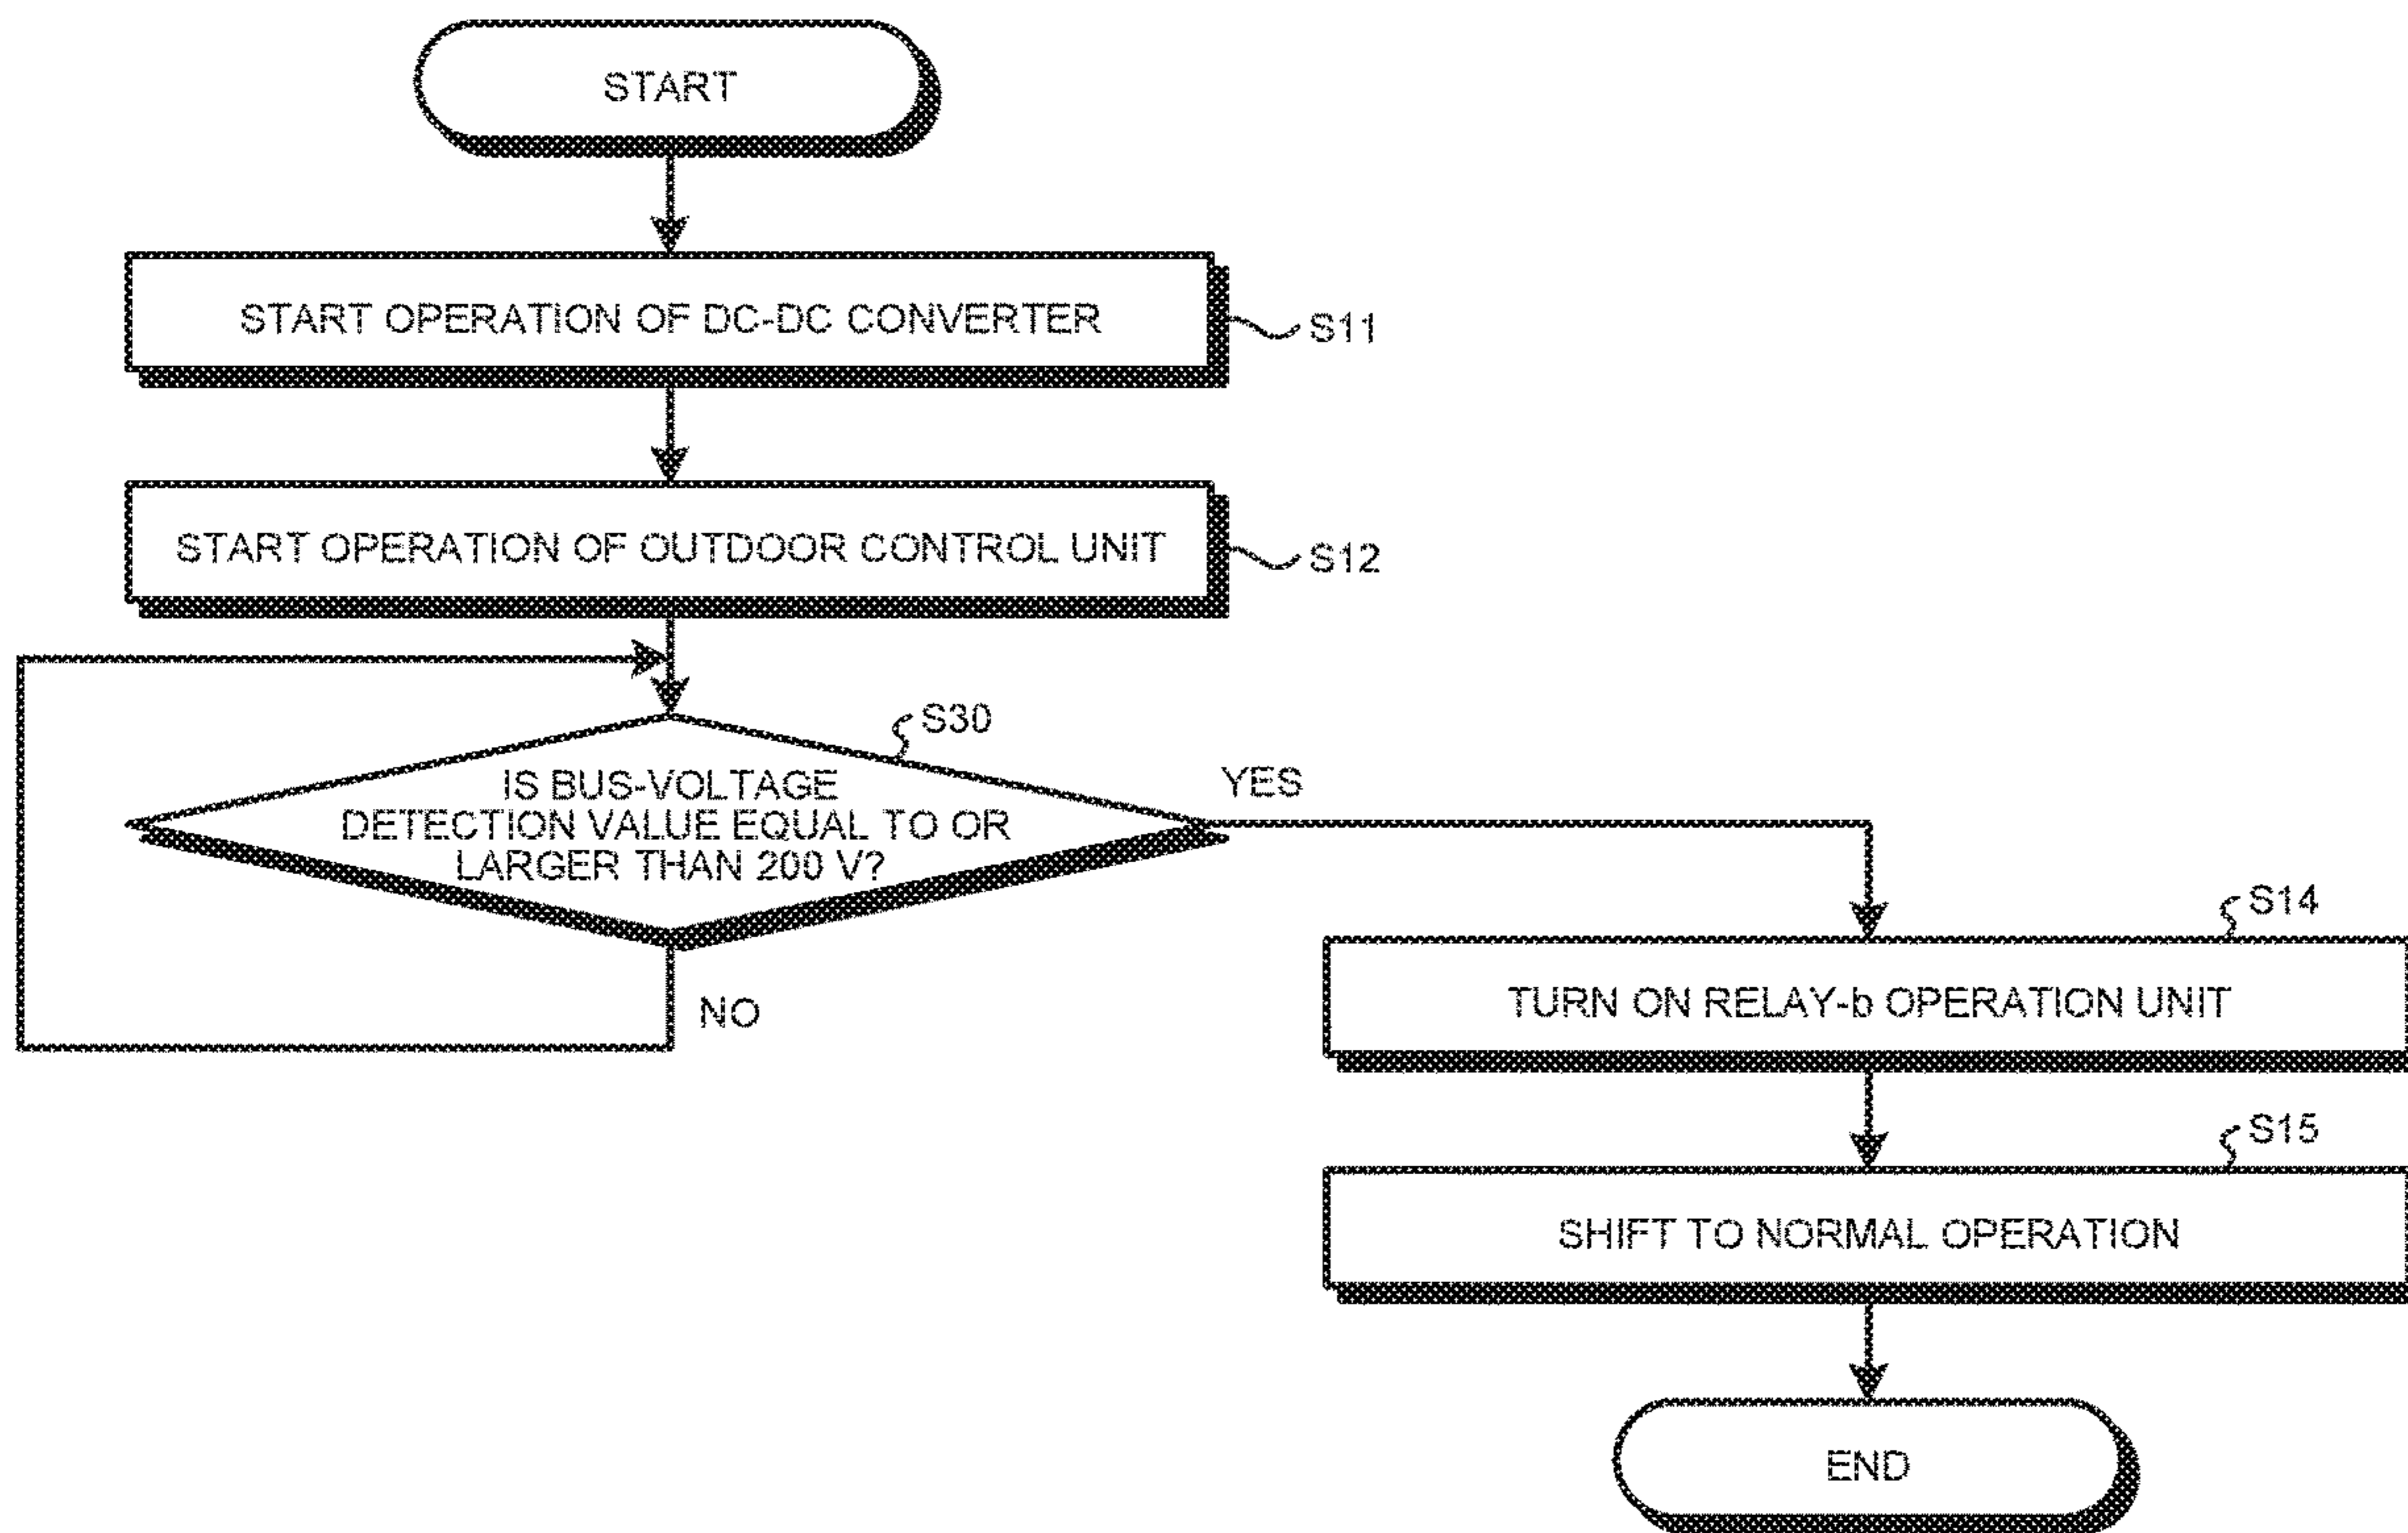 START
START OPERATION OF DC-DC CONVERTER
S11
START OPERATION OF OUTDOOR CONTROL UNIT
S12
S30
IS BUS-VOLTAGE
DETECTION VALUE EQUAL TO OR
LARGER THAN 200 V?
YES
NO
S14
TURN ON RELAY-b OPERATION UNIT
S15
SHIFT TO NORMAL OPERATION
END